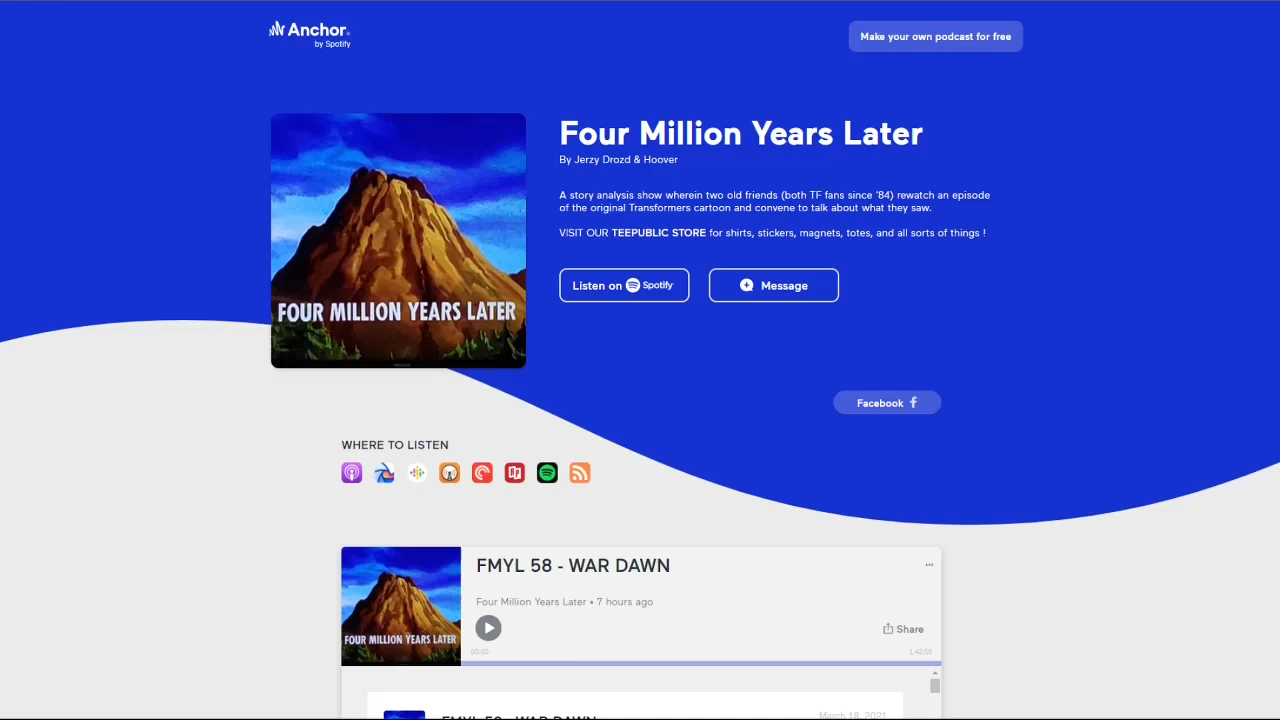 Anchor
by Spotify
Make your own podcast for free
FOUR MILLION YEARS LATER
Four Million Years Later
By Jerzy Drozd & Hoover
A story analysis show wherein two old friends (both TF fans since '84) rewatch an episode
of the original Transformers cartoon and convene to talk about what they saw.
VISIT OUR TEEPUBLIC STORE for shirts, stickers, magnets, totes, and all sorts of things !
Listen on Spotify
Message
Facebook
WHERE TO LISTEN
FOUR MILLION YEARS LATER
FMYL 58 - WAR DAWN
...
Four Million Years Later • 7 hours ago
Share
00:00
1:42:55
FMYL 58 - WAR DAWN
March 18, 2021